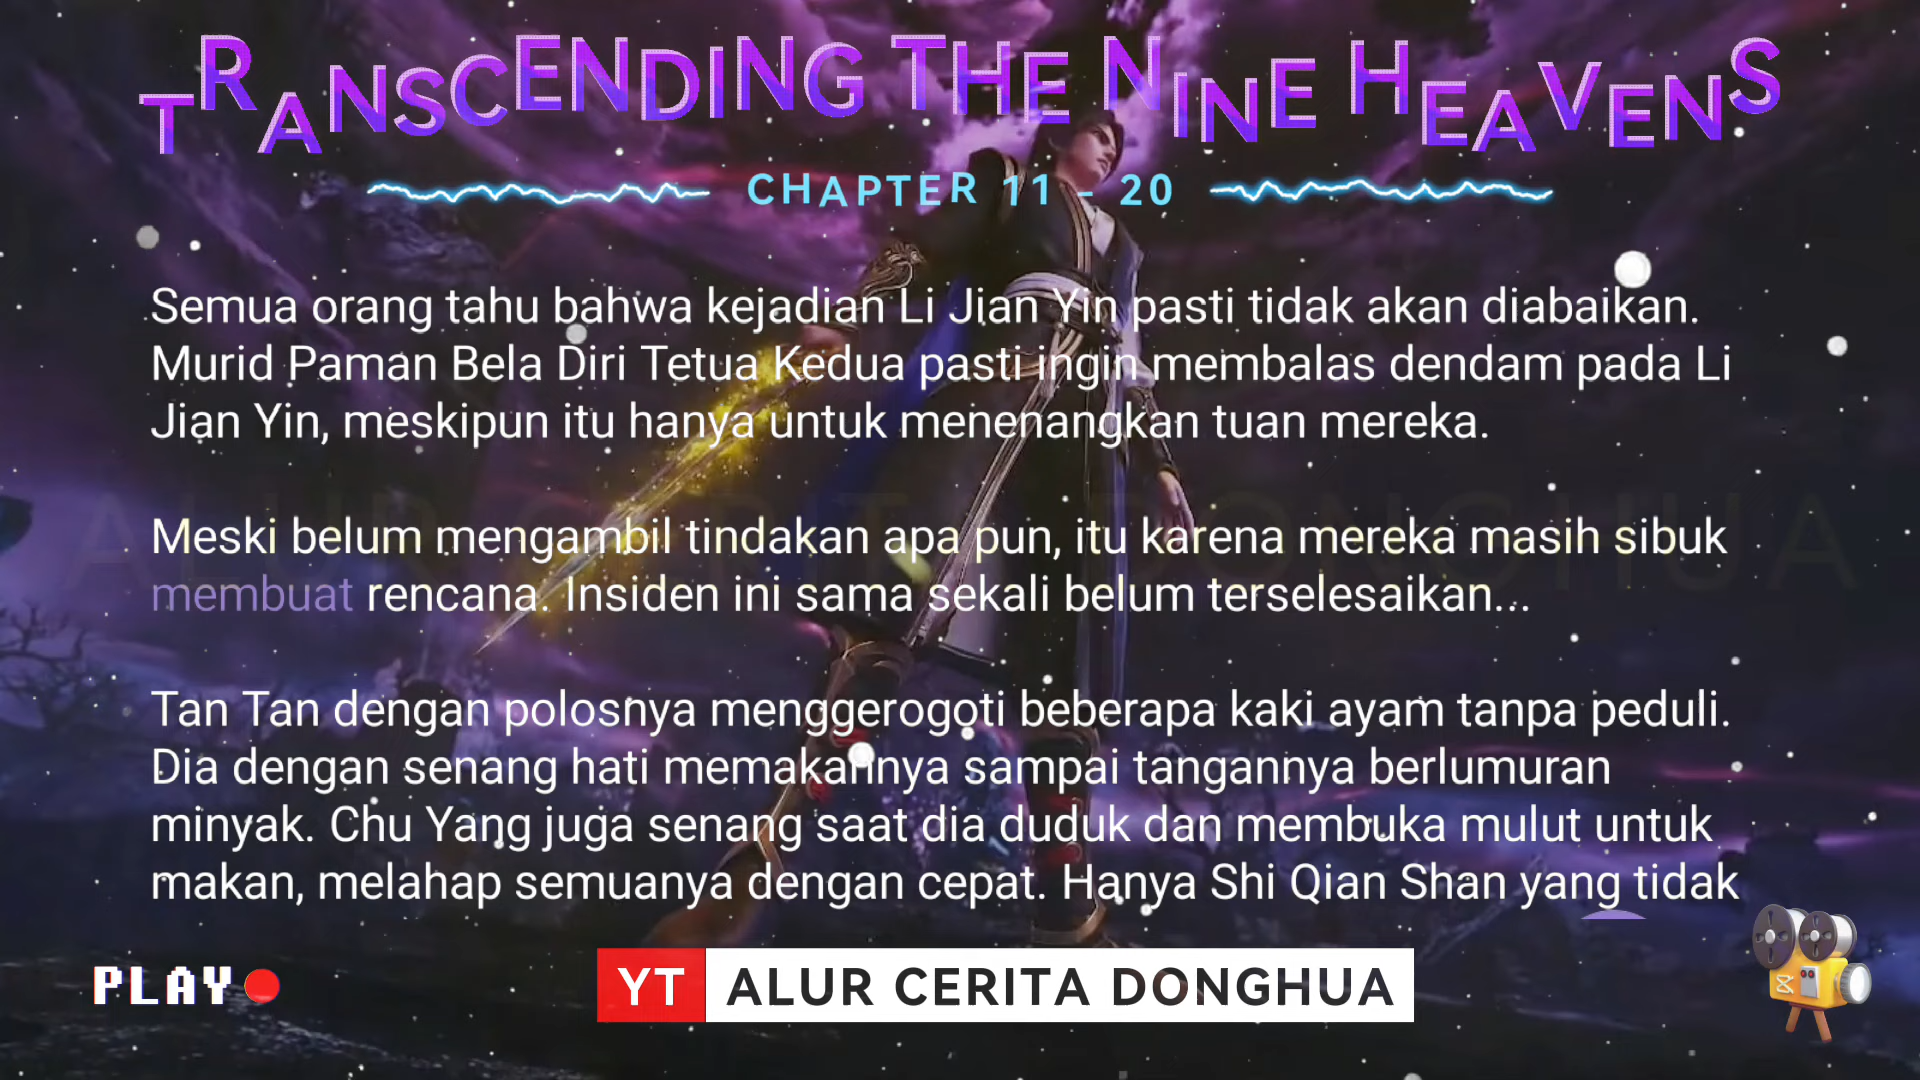 TRANSCENDING THE NINE HEAVENS
CHAPTER 11 - 20
Semua orang tahu bahwa kejadian Li Jian Yin pasti tidak akan diabaikan.
Murid Paman Bela Diri Tetua Kedua pasti ingin membalas dendam pada Li
Jian Yin, meskipun itu hanya untuk menenangkan tuan mereka.
Meski belum mengambil tindakan apa pun, itu karena mereka masih sibuk
membuat rencana. Insiden ini sama sekali belum terselesaikan...
Tan Tan dengan polosnya menggerogoti beberapa kaki ayam tanpa peduli.
Dia dengan senang hati memakannya sampai tangannya berlumuran
minyak. Chu Yang juga senang saat dia duduk dan membuka mulut untuk
makan, melahap semuanya dengan cepat. Hanya Shi Qian Shan yang tidak
PLAY
YT ALUR CERITA DONGHUA